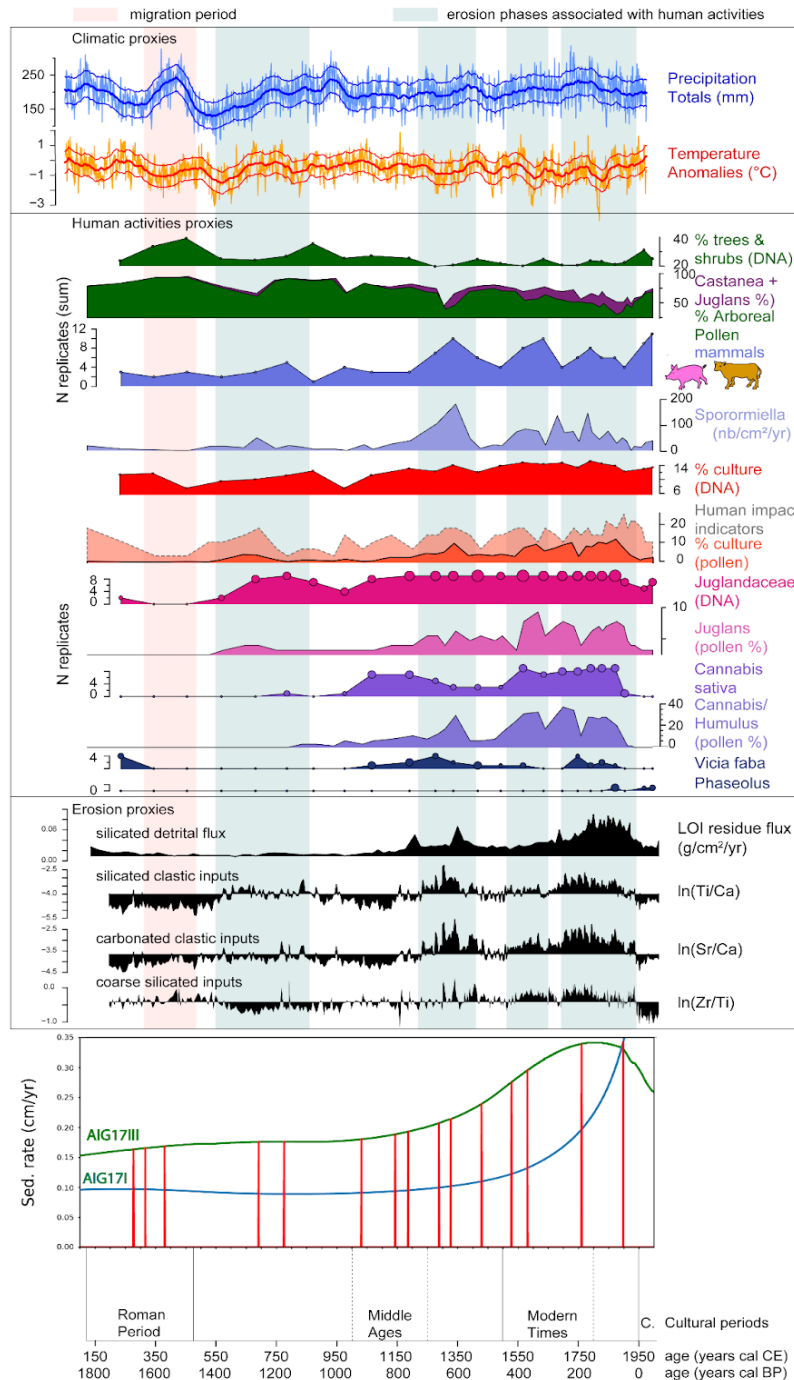 migration period
erosion phases associated with human activities
Climatic proxies
250
150
Precipitation
Totals (mm)
1
-1
-3
Temperature
Anomalies (°C)
Human activities proxies
40
20
% trees &
shrubs (DNA)
100
50
Castanea +
Juglans %)
% Arboreal
Pollen
N replicates (sum)
12
8
4
0
mammals
200
100
0
Sporormiella
(nb/cm²/yr)
14
6
% culture
(DNA)
20
10
0
Human impac
indicators
% culture
(pollen)
8
4
0
Juglandaceae
(DNA)
N replicates
10
Juglans
(pollen %)
4
0
Cannabis
sativa
40
20
0
Cannabis/
Humulus
(pollen %)
4
0
Vicia faba
0
Phaseolus
Erosion proxies
silicated detrital flux
0.06
0.00
LOI residue flux
(g/cm²/yr)
silicated clastic inputs
-2.5
-4.0
-5.5
ln(Ti/Ca)
carbonated clastic inputs
-2.5
-3.5
-4.5
ln(Sr/Ca)
coarse silicated inputs
0.0
-1.0
ln(Zr/Ti)
Sed. rate (cm/yr)
0.35
0.30
0.25
0.20
0.15
0.10
0.05
0.00
AIG17III
AIG17I
Roman
Period
Middle
Ages
Modern
Times
C.
Cultural periods
150 350 550 750 950 1150 1350 1550 1750 1950 age (years cal CE)
1800 1600 1400 1200 1000 800 600 400 200 0 age (years cal BP)